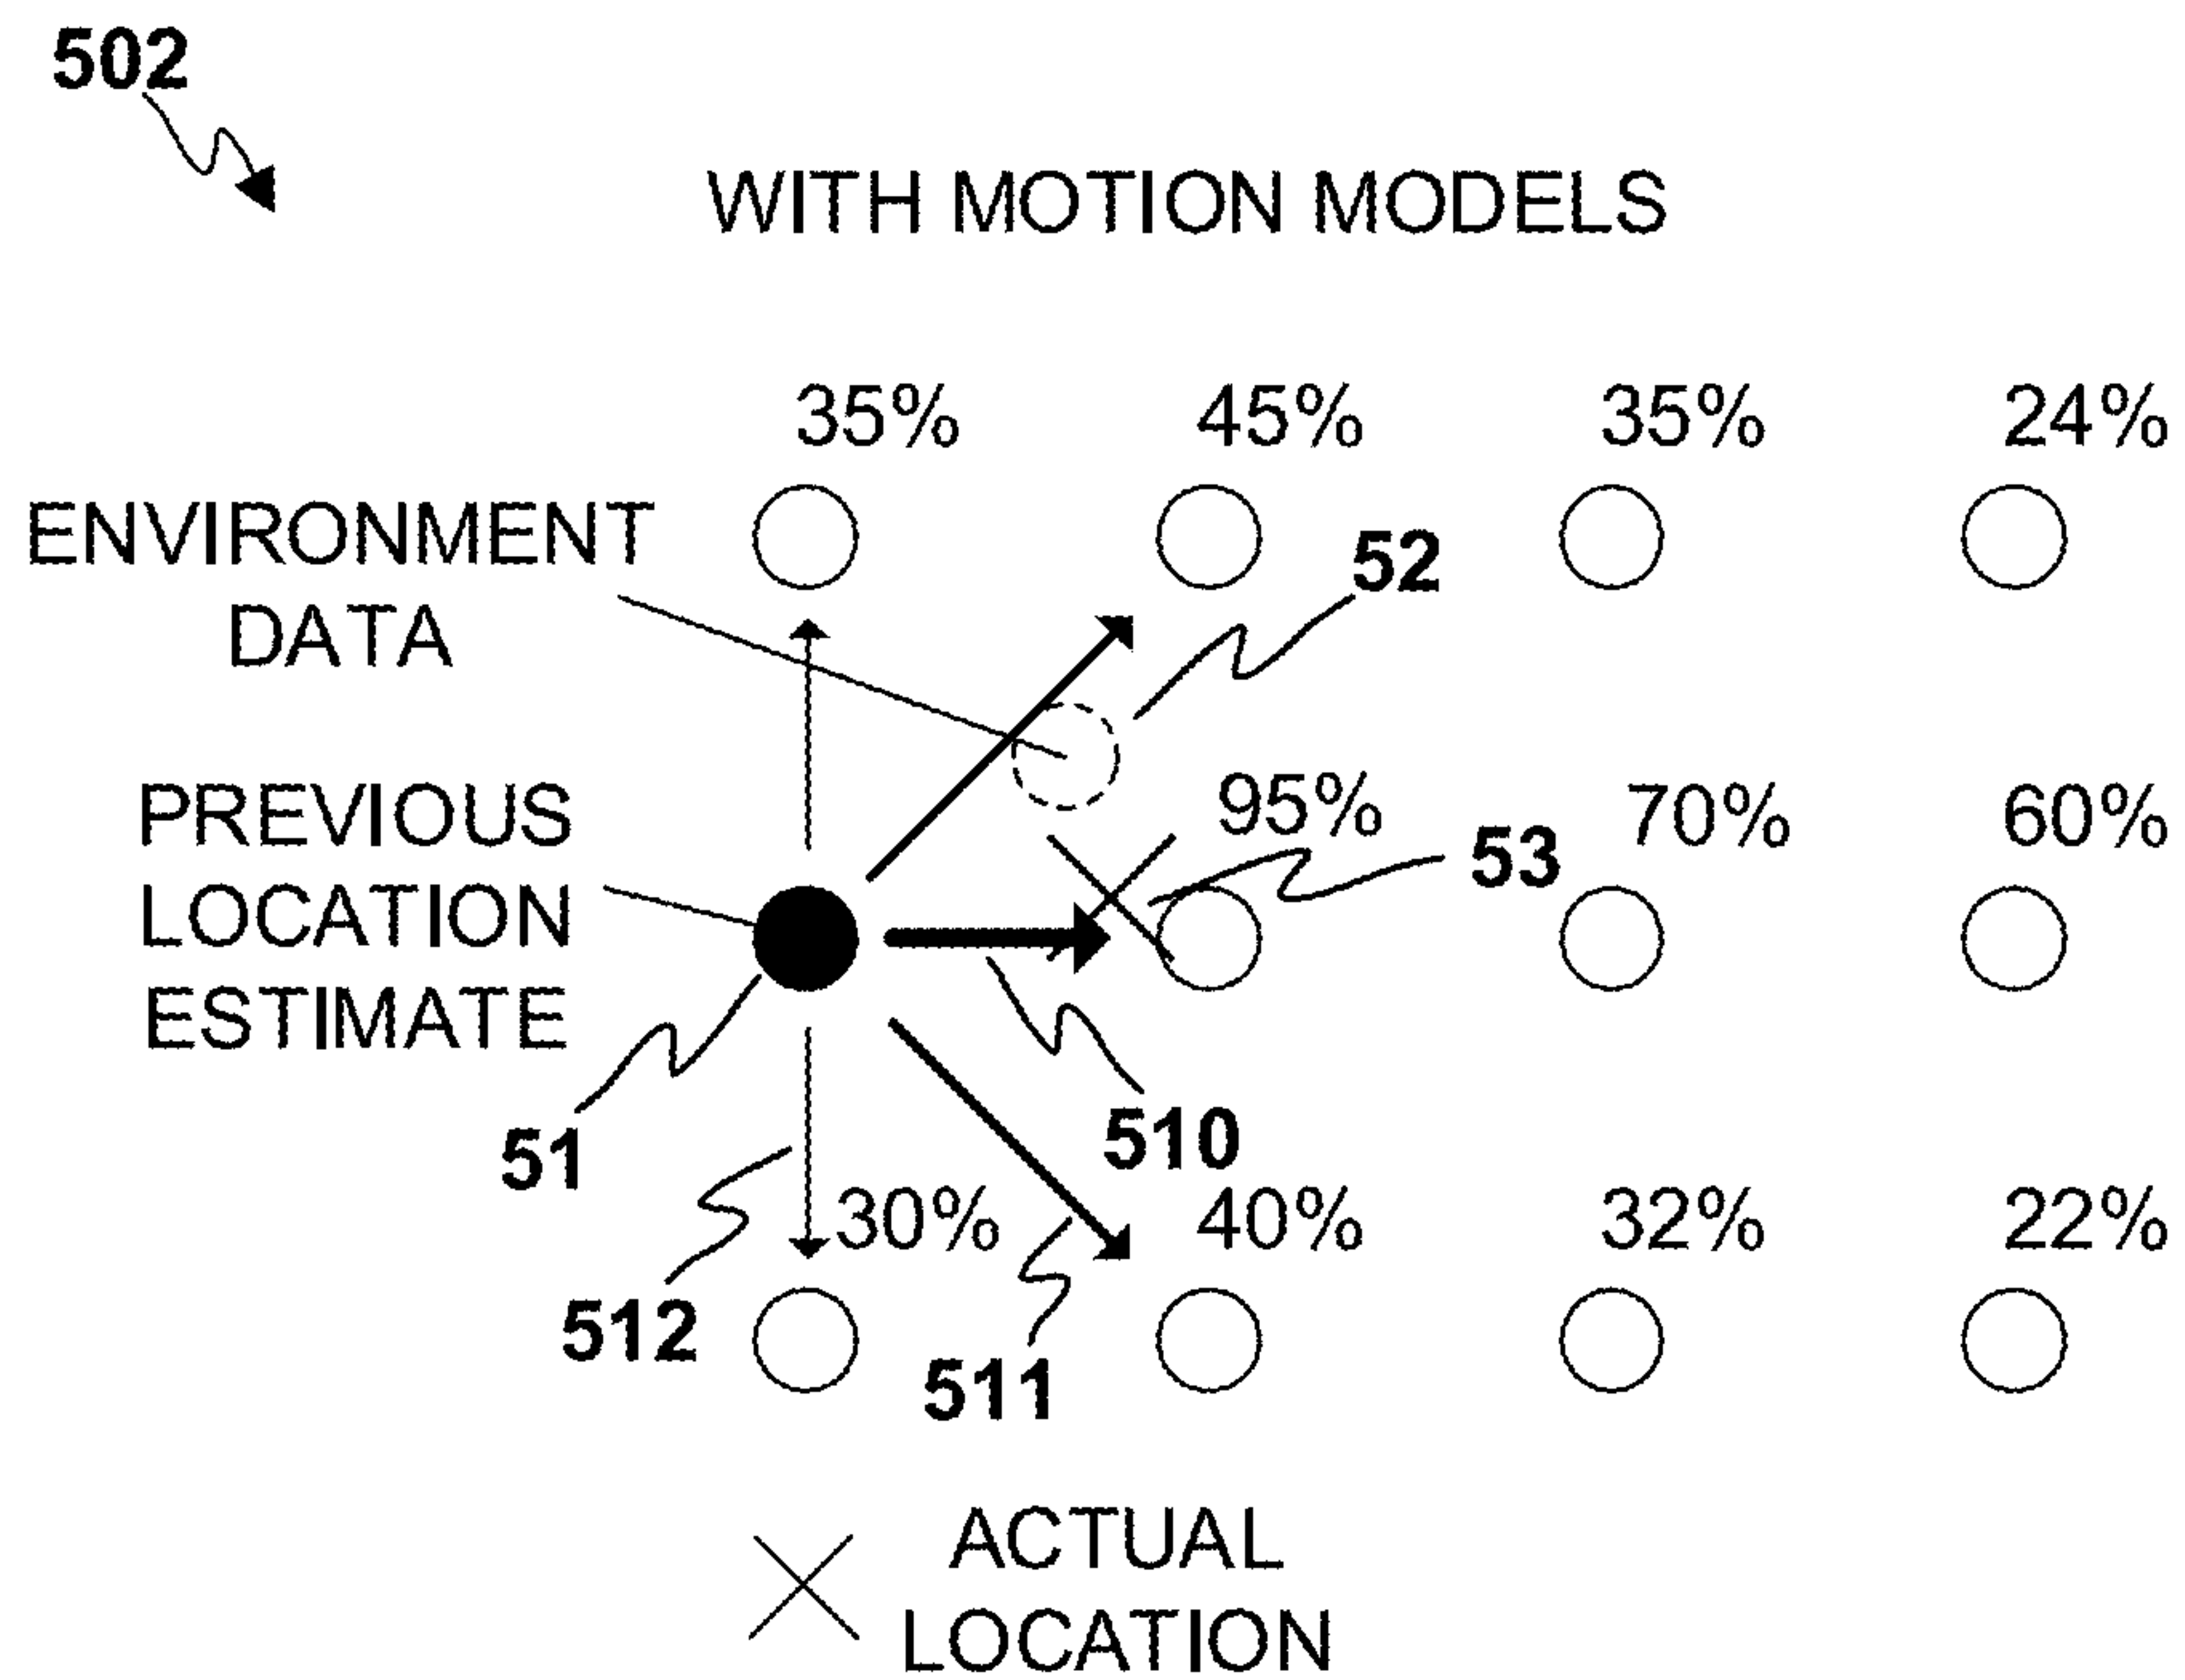 502
WITH MOTION MODELS
35% 45% 35% 24%
ENVIRONMENT
DATA
52
PREVIOUS
LOCATION
ESTIMATE
95% 70% 60%
53
51
510
30% 40% 32% 22%
512
511
ACTUAL
LOCATION